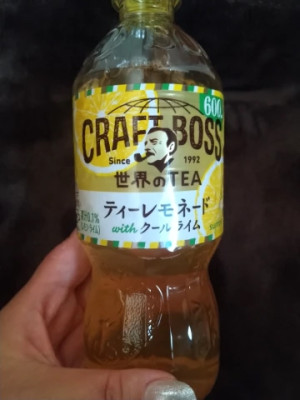 600
CRAFT BOSS
Since 1992
世界のTEA
ティーレモネード
with クールライム